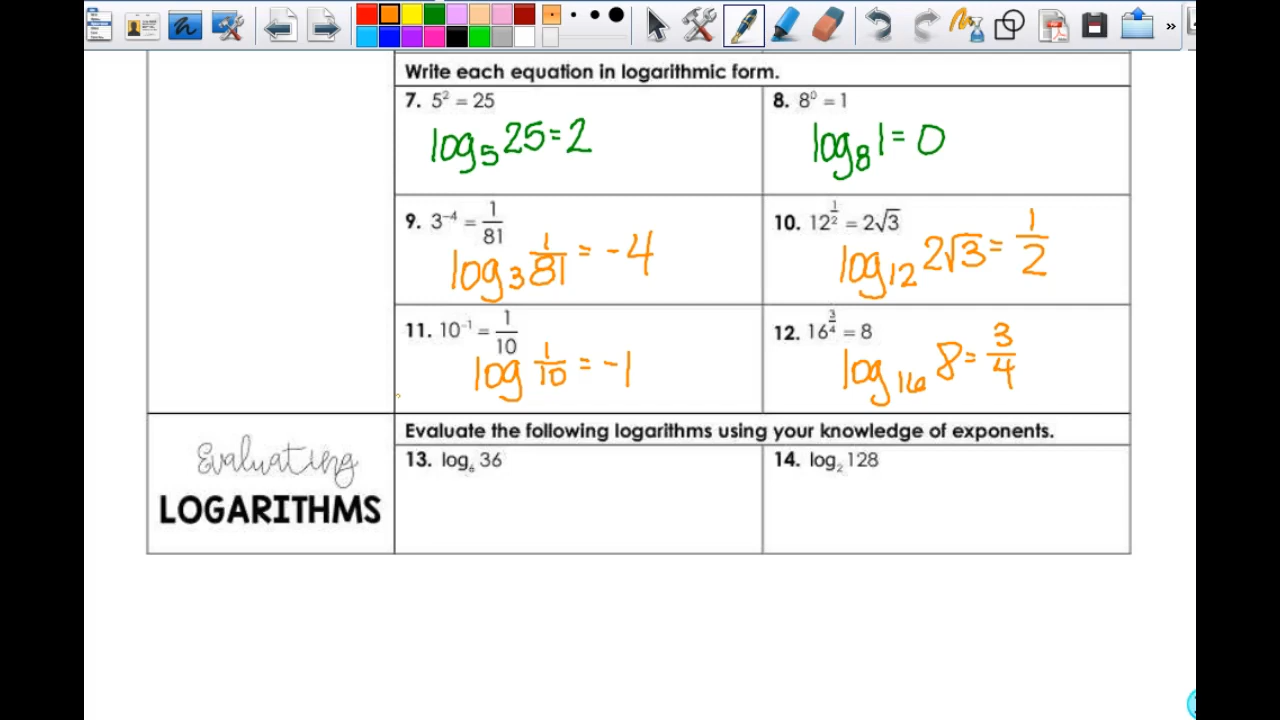 »
Write each equation in logarithmic form.
7. 5² = 25
log₅ 25 = 2
8. 8⁰ = 1
log₈ 1 = 0
9. 3⁻⁴ = 1/81
log₃ 1/81 = -4
10. 12^(1/2) = 2√3
log₁₂ 2√3 = 1/2
11. 10⁻¹ = 1/10
log 1/10 = -1
12. 16^(3/4) = 8
log₁₆ 8 = 3/4
Evaluating
LOGARITHMS
Evaluate the following logarithms using your knowledge of exponents.
13. log₆ 36
14. log₂ 128